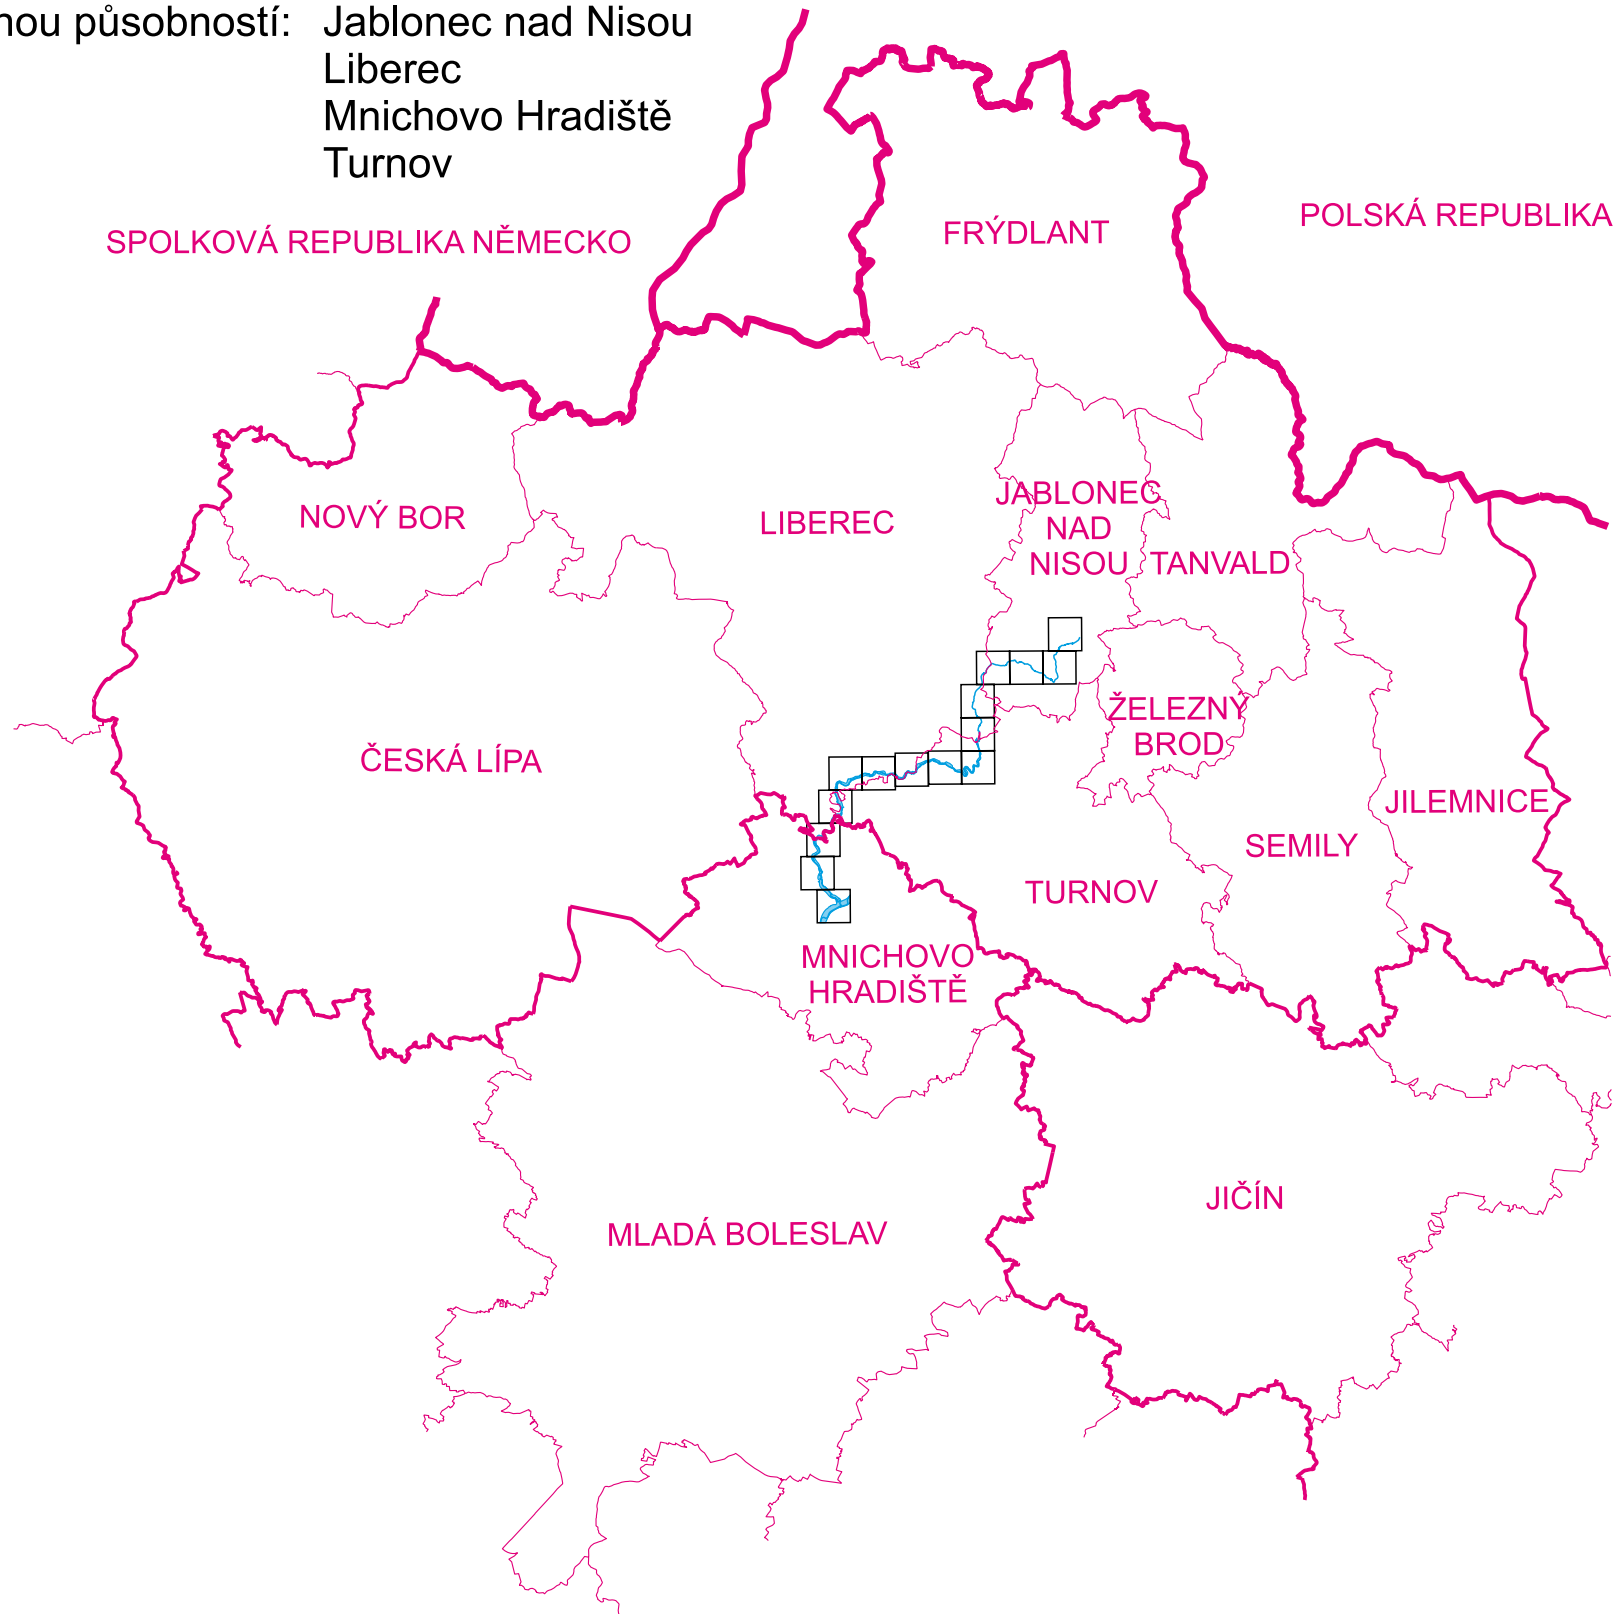 nou působností: Jablonec nad Nisou
Liberec
Mnichovo Hradiště
Turnov
SPOLKOVÁ REPUBLIKA NĚMECKO
FRÝDLANT
POLSKÁ REPUBLIKA
NOVÝ BOR
LIBEREC
JABLONEC
NAD
NISOU
TANVALD
ČESKÁ LÍPA
ŽELEZNÝ
BROD
JILEMNICE
SEMILY
TURNOV
MNICHOVO
HRADIŠTĚ
MLADÁ BOLESLAV
JIČÍN